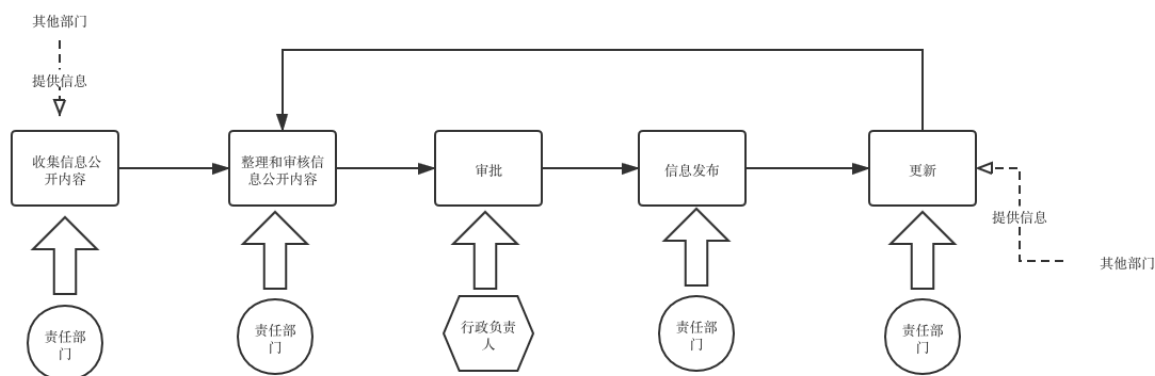 其他部门
提供信息
收集信息公
开内容
整理和审核信
息公开内容
审批
信息发布
更新
提供信息
其他部门
责任部
门
责任部
门
行政负责
人
责任部
门
责任部
门